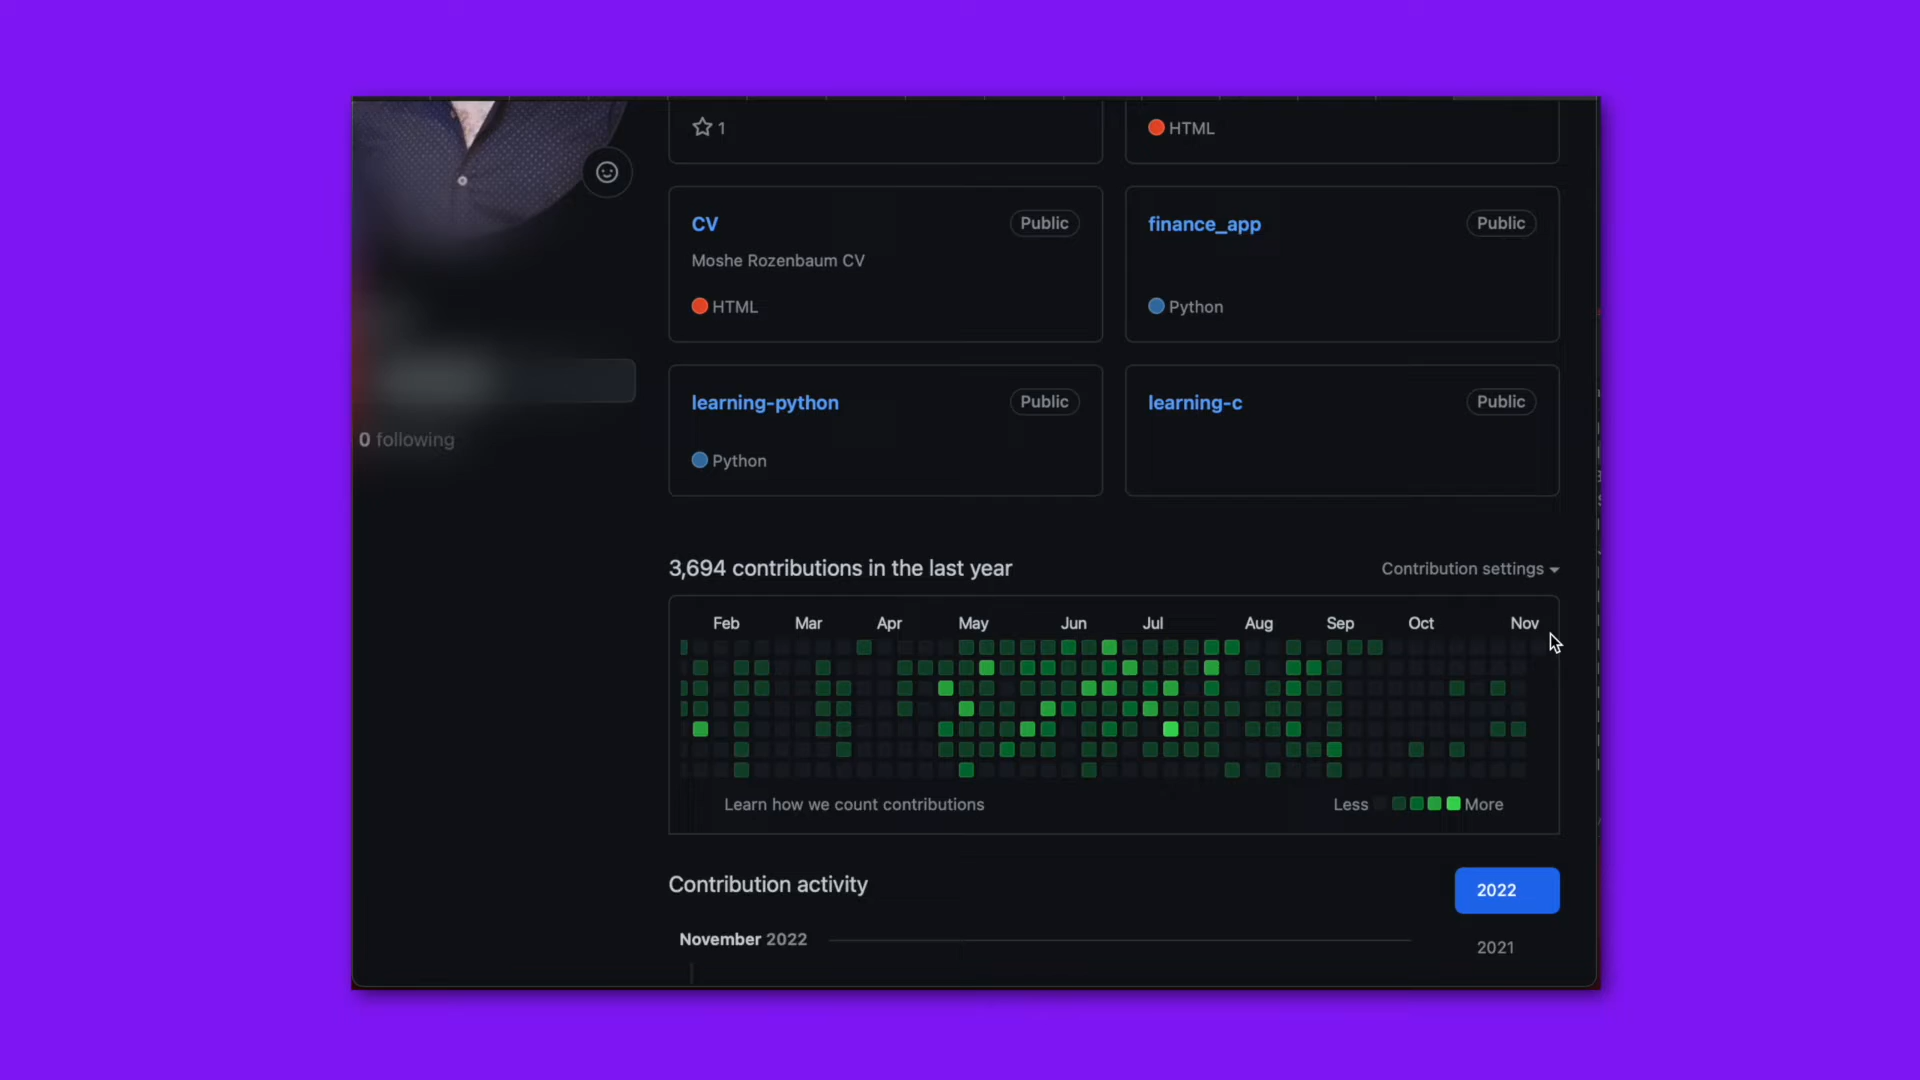 1
HTML
CV
Public
Moshe Rozenbaum CV
HTML
finance_app
Public
Python
learning-python
Public
Python
learning-c
Public
0 following
3,694 contributions in the last year
Contribution settings
Feb Mar Apr May Jun Jul Aug Sep Oct Nov
Learn how we count contributions
Less More
Contribution activity
2022
November 2022
2021